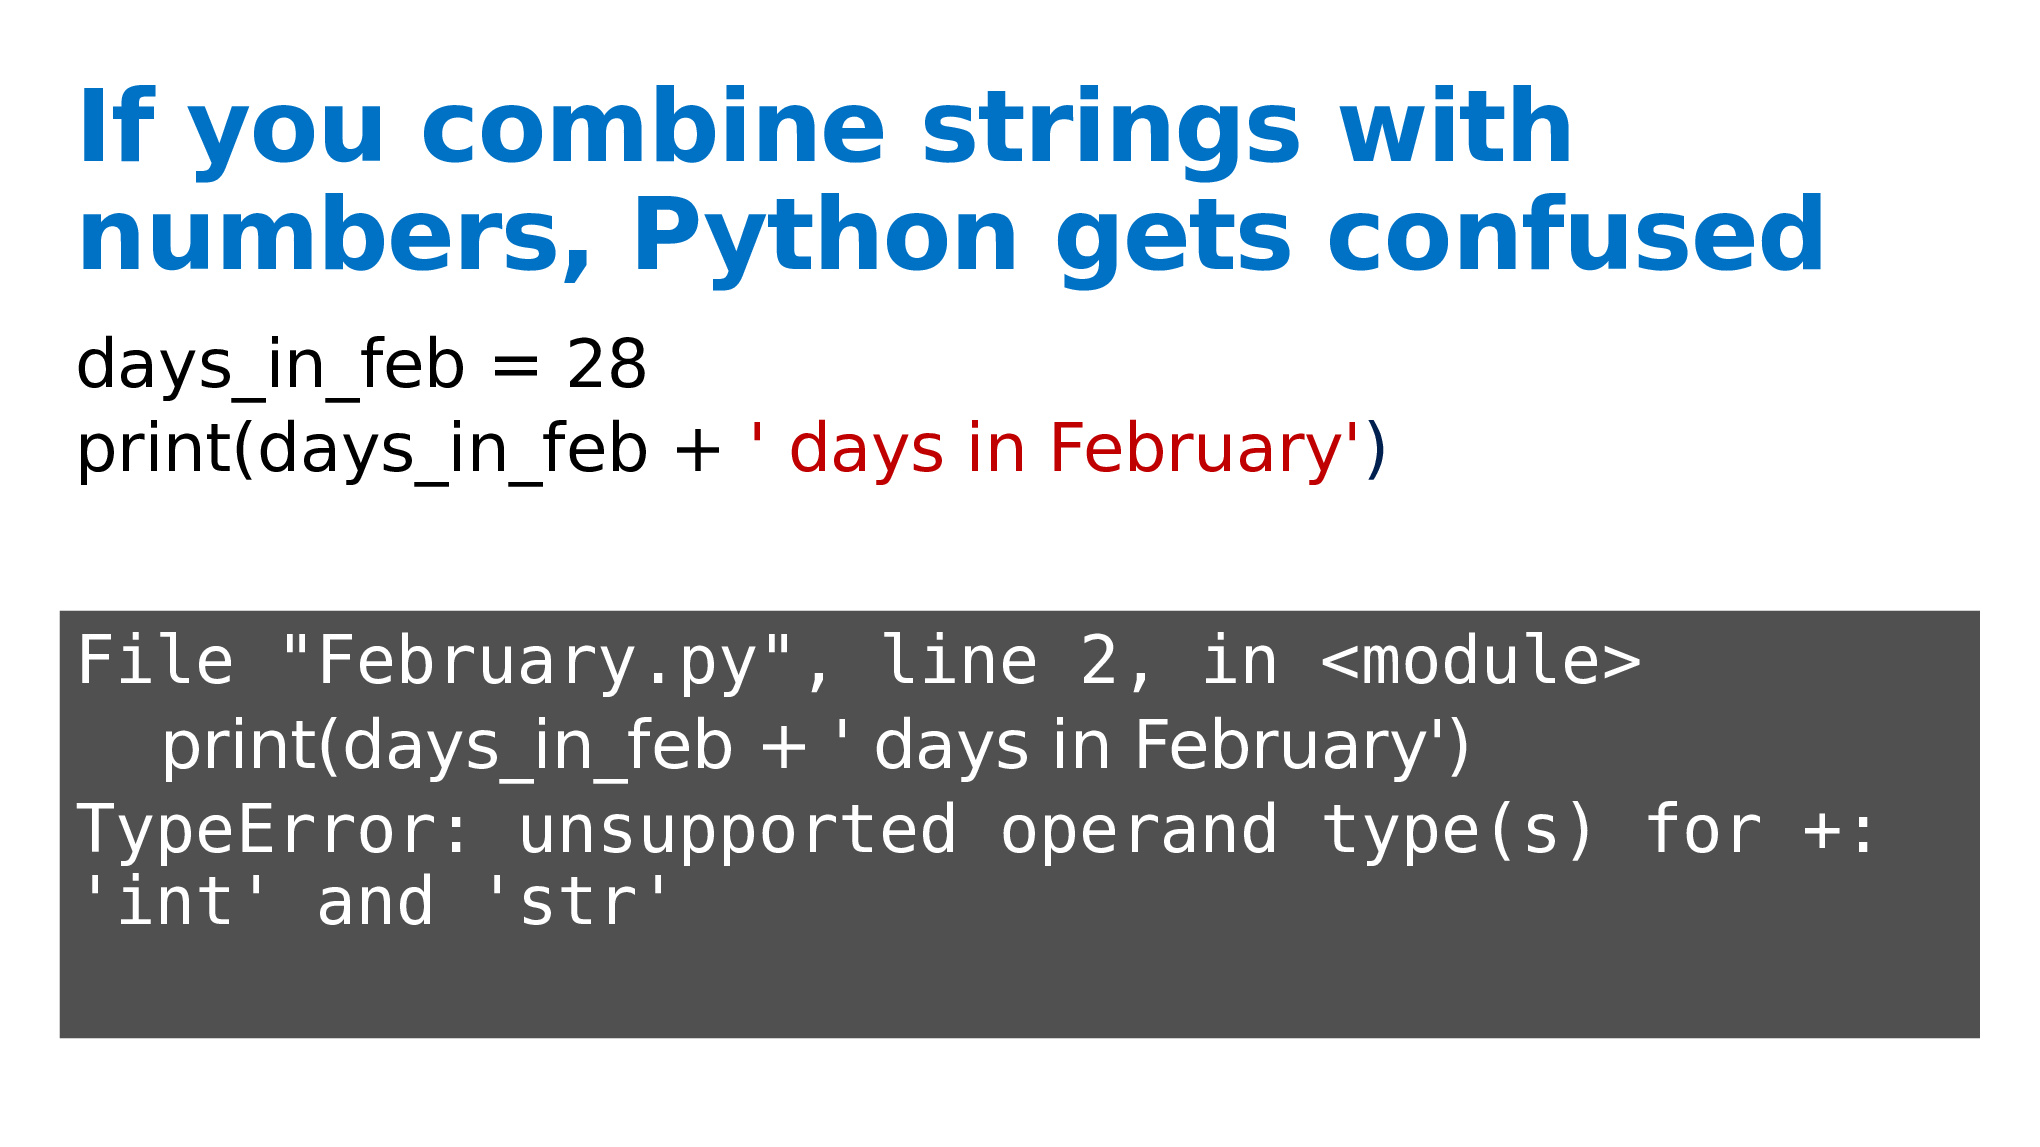 If you combine strings with
numbers, Python gets confused
days_in_feb = 28
print(days_in_feb + ' days in February')
File "February.py", line 2, in <module>
print(days_in_feb + ' days in February')
TypeError: unsupported operand type(s) for +:
'int' and 'str'